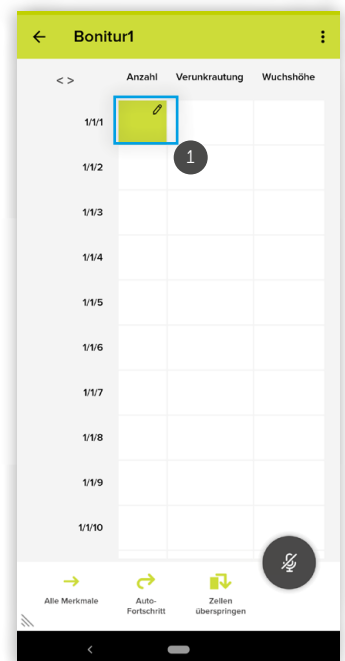 Bonitur1
< > Anzahl Verunkrautung Wuchshöhe
1/1/1
1
1/1/2
1/1/3
1/1/4
1/1/5
1/1/6
1/1/7
1/1/8
1/1/9
1/1/10
Alle Merkmale
Auto-
Fortschritt
Zellen
überspringen